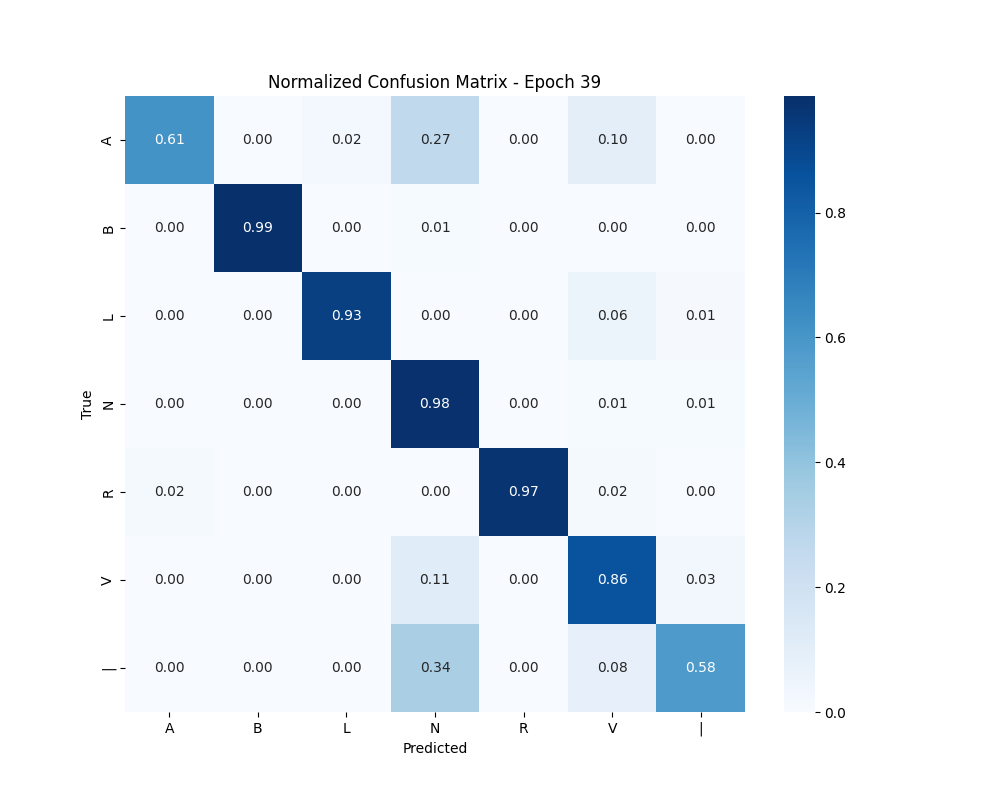 Normalized Confusion Matrix - Epoch 39
A 0.61 0.00 0.02 0.27 0.00 0.10 0.00
B 0.00 0.99 0.00 0.01 0.00 0.00 0.00
L 0.00 0.00 0.93 0.00 0.00 0.06 0.01
N 0.00 0.00 0.00 0.98 0.00 0.01 0.01
R 0.02 0.00 0.00 0.00 0.97 0.02 0.00
V 0.00 0.00 0.00 0.11 0.00 0.86 0.03
| 0.00 0.00 0.00 0.34 0.00 0.08 0.58
A B L N R V |
Predicted
True
0.8
0.6
0.4
0.2
0.0